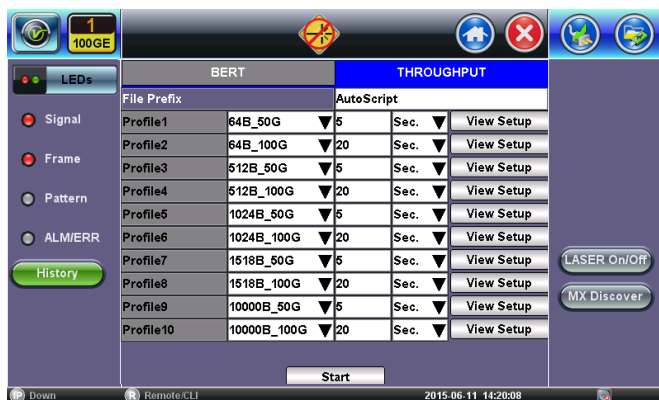 1
100GE
LEDs
Signal
Frame
Pattern
ALM/ERR
History
BERT THROUGHPUT
File Prefix AutoScript
Profile1 64B_50G 5 Sec. View Setup
Profile2 64B_100G 20 Sec. View Setup
Profile3 512B_50G 5 Sec. View Setup
Profile4 512B_100G 20 Sec. View Setup
Profile5 1024B_50G 5 Sec. View Setup
Profile6 1024B_100G 20 Sec. View Setup
Profile7 1518B_50G 5 Sec. View Setup
Profile8 1518B_100G 20 Sec. View Setup
Profile9 10000B_50G 5 Sec. View Setup
Profile10 10000B_100G 20 Sec. View Setup
Start
LASER On/Off
MX Discover
IP Down R Remote/CLI 2015-06-11 14:20:08